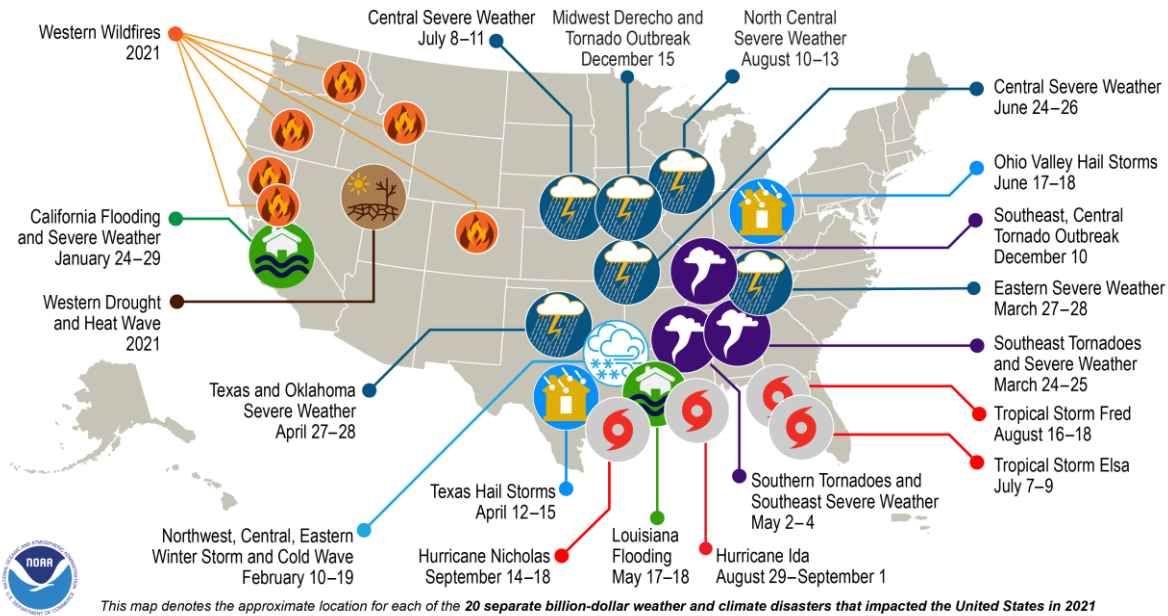 Western Wildfires
2021
Central Severe Weather
July 8–11
Midwest Derecho and
Tornado Outbreak
December 15
North Central
Severe Weather
August 10–13
Central Severe Weather
June 24–26
Ohio Valley Hail Storms
June 17–18
Southeast, Central
Tornado Outbreak
December 10
Eastern Severe Weather
March 27–28
Southeast Tornadoes
and Severe Weather
March 24–25
Tropical Storm Fred
August 16–18
Tropical Storm Elsa
July 7–9
California Flooding
and Severe Weather
January 24–29
Western Drought
and Heat Wave
2021
Texas and Oklahoma
Severe Weather
April 27–28
Texas Hail Storms
April 12–15
Northwest, Central, Eastern
Winter Storm and Cold Wave
February 10–19
Hurricane Nicholas
September 14–18
Louisiana
Flooding
May 17–18
Hurricane Ida
August 29–September 1
Southern Tornadoes and
Southeast Severe Weather
May 2–4
NATIONAL OCEANIC AND ATMOSPHERIC ADMINISTRATION
NOAA
U.S. DEPARTMENT OF COMMERCE
This map denotes the approximate location for each of the 20 separate billion-dollar weather and climate disasters that impacted the United States in 2021